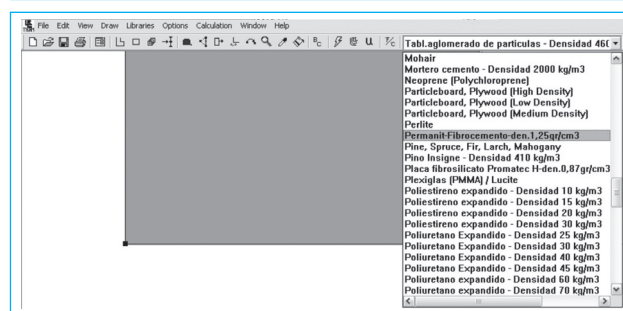 File Edit View Draw Libraries Options Calculation Window Help
Tabl.aglomerado de particulas - Densidad 460
Mohair
Mortero cemento - Densidad 2000 kg/m3
Neoprene (Polychloroprene)
Particleboard, Plywood (High Density)
Particleboard, Plywood (Low Density)
Particleboard, Plywood (Medium Density)
Perlite
Permanit-Fibrocemento-den.1,25gr/cm3
Pine, Spruce, Fir, Larch, Mahogany
Pino Insigne - Densidad 410 kg/m3
Placa fibrosilicato Promatec H-den.0,87gr/cm3
Plexiglas (PMMA) / Lucite
Poliestireno expandido - Densidad 10 kg/m3
Poliestireno expandido - Densidad 15 kg/m3
Poliestireno expandido - Densidad 20 kg/m3
Poliestireno expandido - Densidad 30 kg/m3
Poliuretano Expandido - Densidad 25 kg/m3
Poliuretano Expandido - Densidad 30 kg/m3
Poliuretano Expandido - Densidad 40 kg/m3
Poliuretano Expandido - Densidad 45 kg/m3
Poliuretano expandido - Densidad 60 kg/m3
Poliuretano expandido - Densidad 70 kg/m3